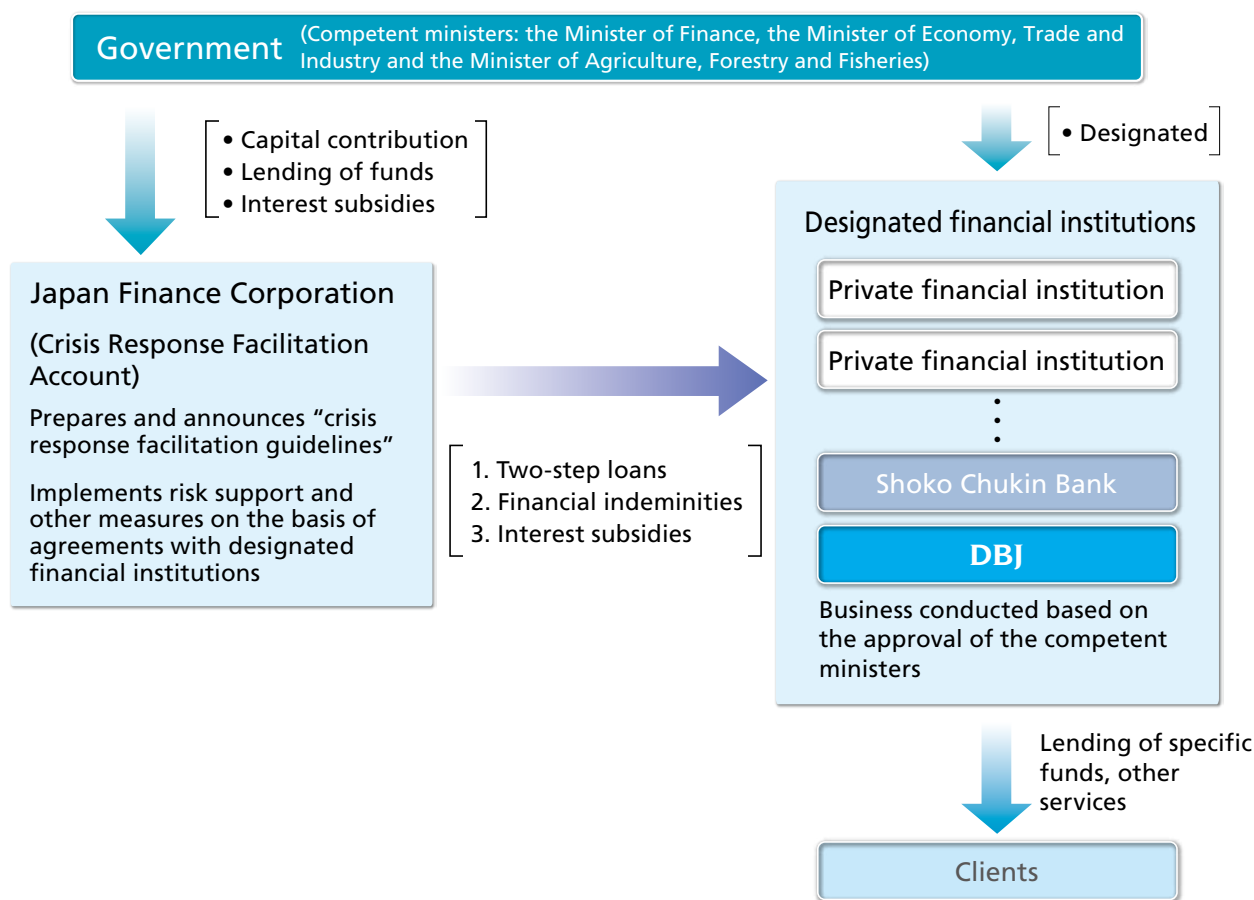 Government (Competent ministers: the Minister of Finance, the Minister of Economy, Trade and
Industry and the Minister of Agriculture, Forestry and Fisheries)
• Capital contribution
• Lending of funds
• Interest subsidies
• Designated
Japan Finance Corporation
(Crisis Response Facilitation
Account)
Prepares and announces “crisis
response facilitation guidelines”
Implements risk support and
other measures on the basis of
agreements with designated
financial institutions
1. Two-step loans
2. Financial indeminities
3. Interest subsidies
Designated financial institutions
Private financial institution
Private financial institution
Shoko Chukin Bank
DBJ
Business conducted based on
the approval of the competent
ministers
Lending of specific
funds, other
services
Clients